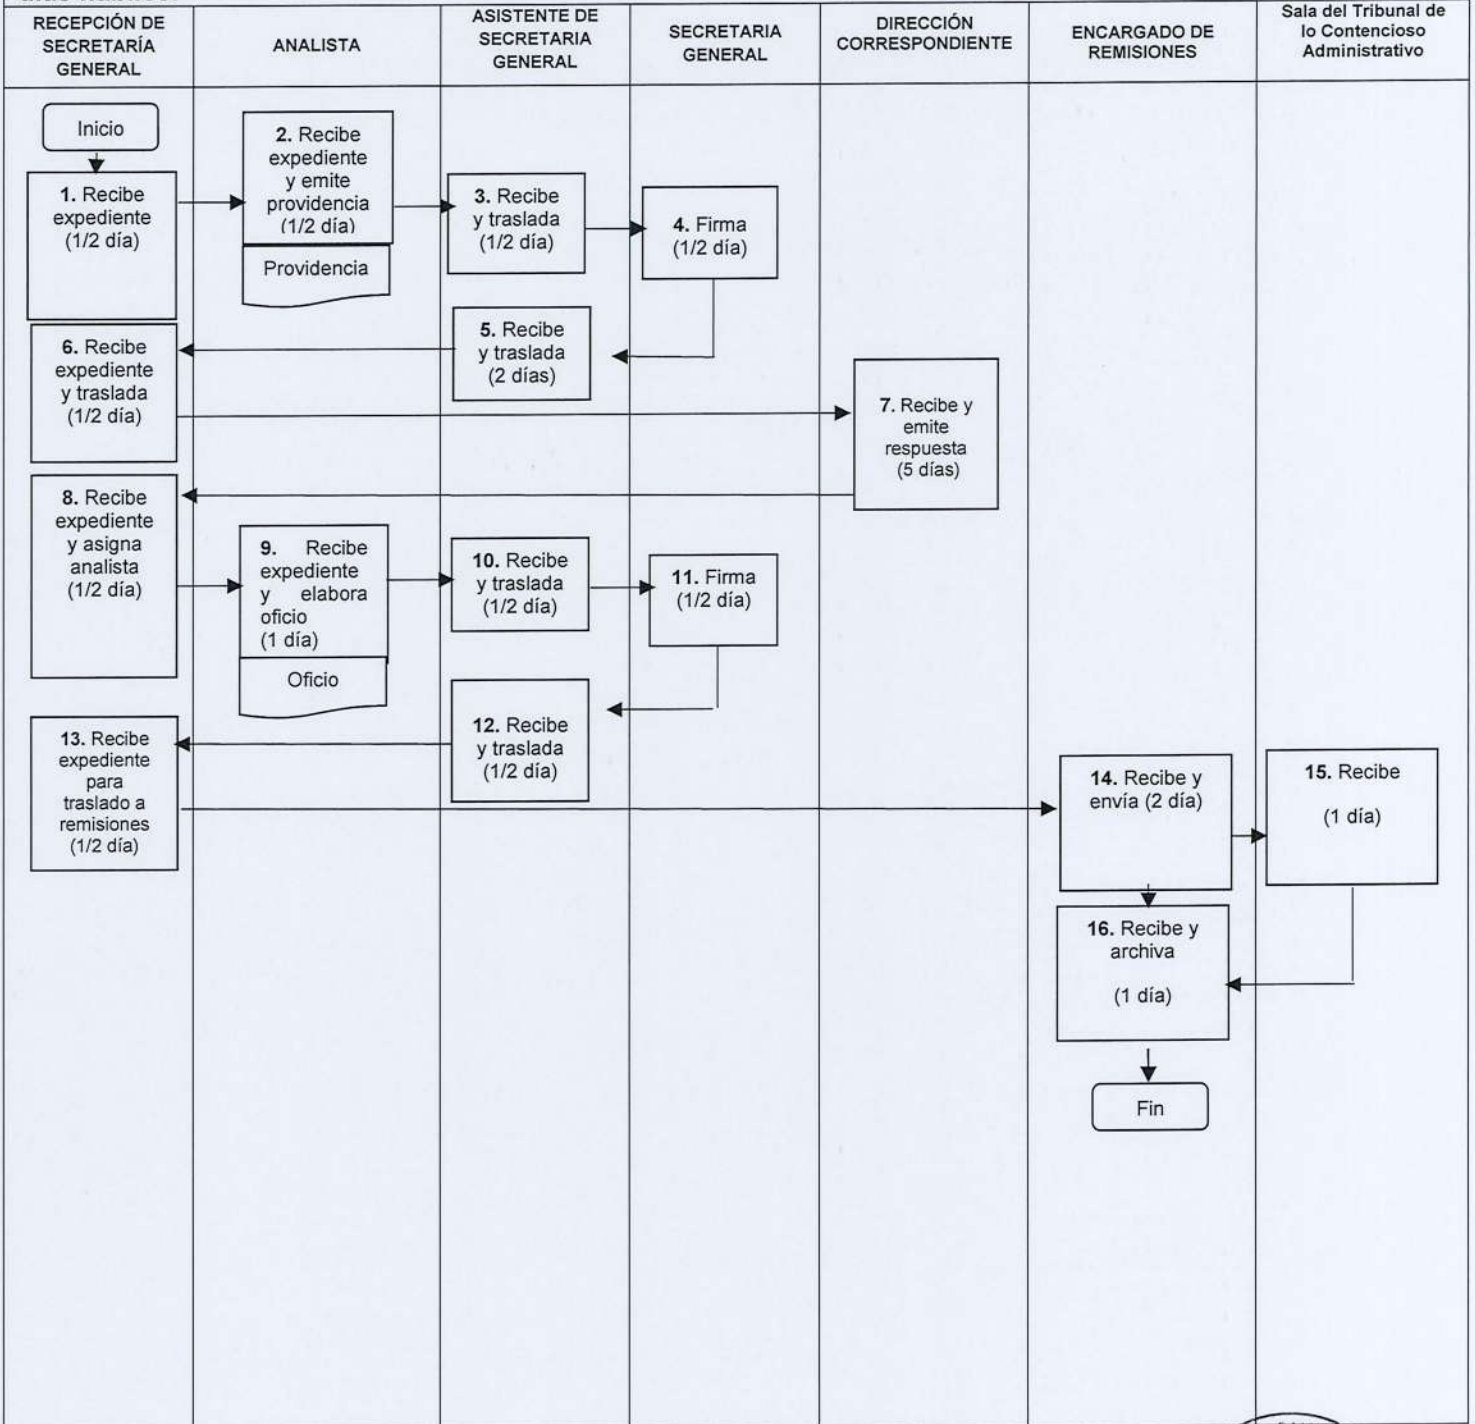 RECEPCIÓN DE
SECRETARÍA
GENERAL
ANALISTA
ASISTENTE DE
SECRETARIA
GENERAL
SECRETARIA
GENERAL
DIRECCIÓN
CORRESPONDIENTE
ENCARGADO DE
REMISIONES
Sala del Tribunal de
lo Contencioso
Administrativo
Inicio
1. Recibe
expediente
(1/2 día)
2. Recibe
expediente
y emite
providencia
(1/2 día)
Providencia
3. Recibe
y traslada
(1/2 día)
4. Firma
(1/2 día)
5. Recibe
y traslada
(2 días)
6. Recibe
expediente
y traslada
(1/2 día)
7. Recibe y
emite
respuesta
(5 días)
8. Recibe
expediente
y asigna
analista
(1/2 día)
9. Recibe
expediente
y elabora
oficio
(1 día)
Oficio
10. Recibe
y traslada
(1/2 día)
11. Firma
(1/2 día)
12. Recibe
y traslada
(1/2 día)
13. Recibe
expediente
para
traslado a
remisiones
(1/2 día)
14. Recibe y
envía (2 día)
15. Recibe
(1 día)
16. Recibe y
archiva
(1 día)
Fin